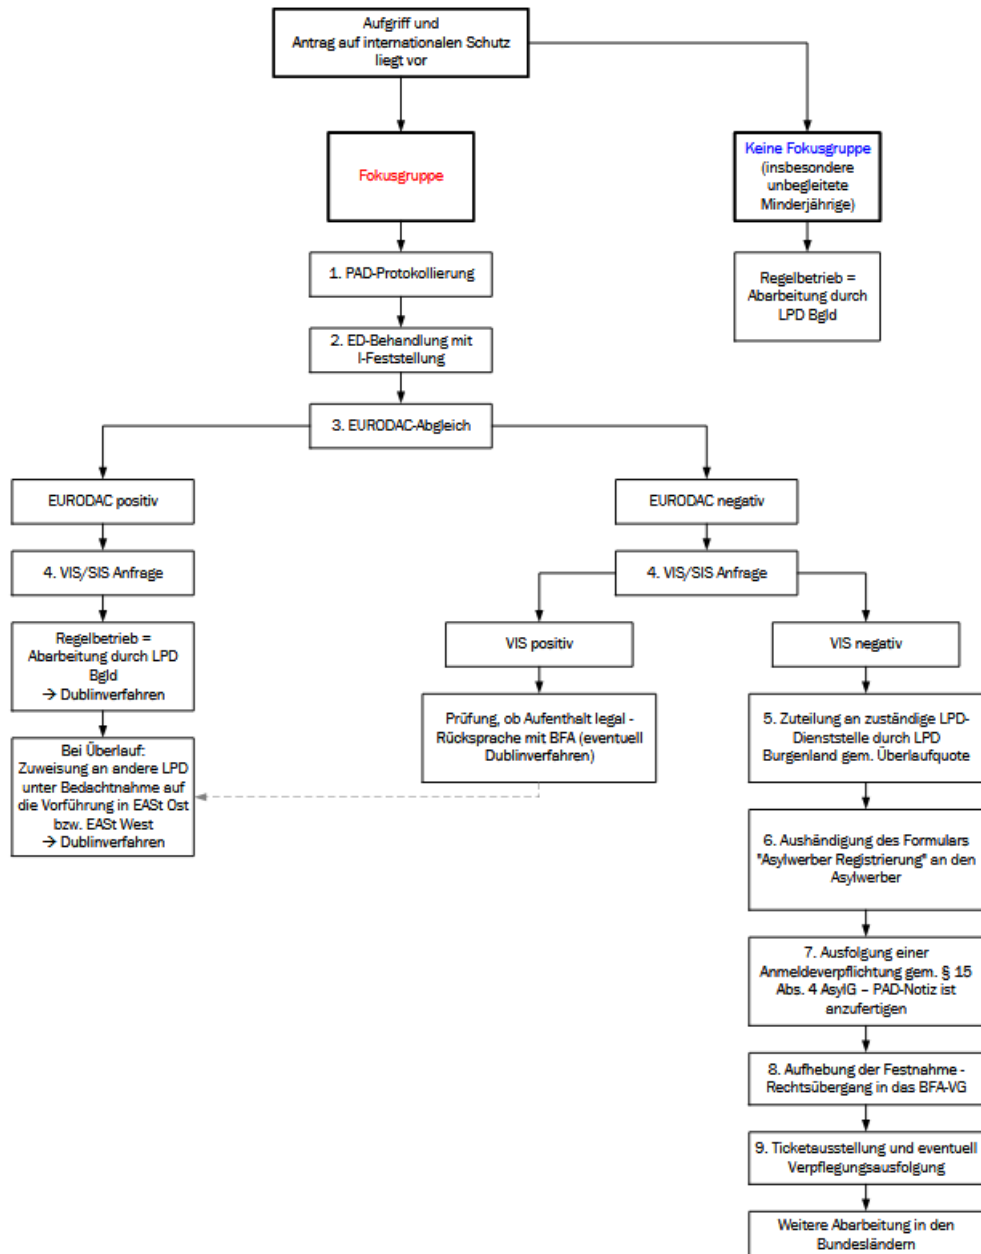 Aufgriff und
Antrag auf internationalen Schutz
liegt vor
Fokusgruppe
Keine Fokusgruppe
(insbesondere
unbegleitete
Minderjährige)
1. PAD-Protokollierung
Regelbetrieb =
Abarbeitung durch
LPD Bgld
2. ED-Behandlung mit
I-Feststellung
3. EURODAC-Abgleich
EURODAC positiv
EURODAC negativ
4. VIS/SIS Anfrage
4. VIS/SIS Anfrage
Regelbetrieb =
Abarbeitung durch LPD
Bgld
→ Dublinverfahren
VIS positiv
VIS negativ
Prüfung, ob Aufenthalt legal -
Rücksprache mit BFA (eventuell
Dublinverfahren)
5. Zuteilung an zuständige LPD-
Dienststelle durch LPD
Burgenland gem. Überlaufquote
Bei Überlauf:
Zuweisung an andere LPD
unter Bedachtnahme auf
die Vorführung in EASt Ost
bzw. EASt West
→ Dublinverfahren
6. Aushändigung des Formulars
"Asylwerber Registrierung" an den
Asylwerber
7. Ausfolgung einer
Anmeldeverpflichtung gem. § 15
Abs. 4 AsylG – PAD-Notiz ist
anzufertigen
8. Aufhebung der Festnahme -
Rechtsübergang in das BFA-VG
9. Ticketausstellung und eventuell
Verpflegungsausfolgung
Weitere Abarbeitung in den
Bundesländern